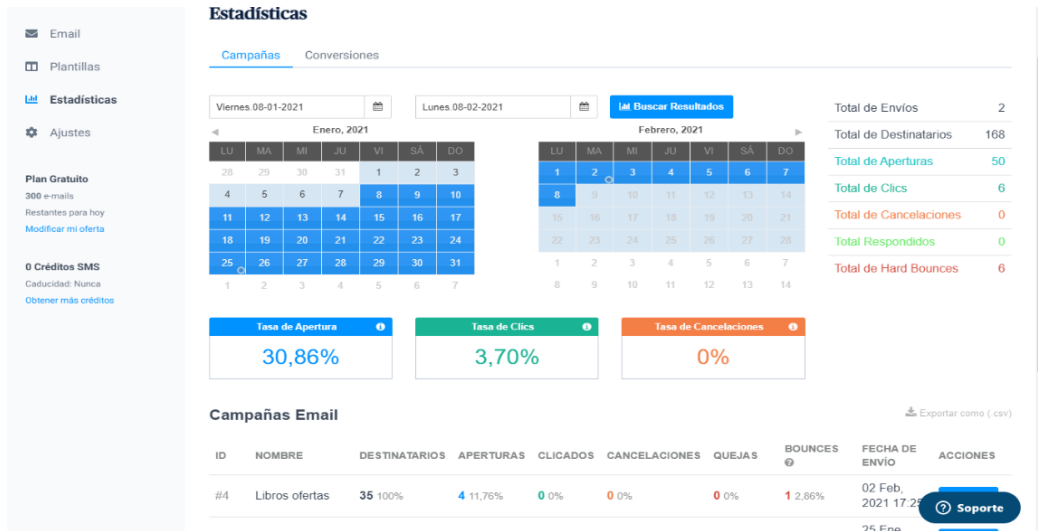 Estadísticas
Email
Plantillas
Estadísticas
Ajustes
Plan Gratuito
300 e-mails
Restantes para hoy
Modificar mi oferta
0 Créditos SMS
Caducidad: Nunca
Obtener más créditos
Campañas Conversiones
Viernes.08-01-2021 Lunes.08-02-2021 Buscar Resultados
Enero, 2021
LU MA MI JU VI SÁ DO
28 29 30 31 1 2 3
4 5 6 7 8 9 10
11 12 13 14 15 16 17
18 19 20 21 22 23 24
25 26 27 28 29 30 31
1 2 3 4 5 6 7
Febrero, 2021
LU MA MI JU VI SÁ DO
1 2 3 4 5 6 7
8 9 10 11 12 13 14
15 16 17 18 19 20 21
22 23 24 25 26 27 28
1 2 3 4 5 6 7
8 9 10 11 12 13 14
Total de Envíos 2
Total de Destinatarios 168
Total de Aperturas 50
Total de Clics 6
Total de Cancelaciones 0
Total Respondidos 0
Total de Hard Bounces 6
Tasa de Apertura
30,86%
Tasa de Clics
3,70%
Tasa de Cancelaciones
0%
Campañas Email
Exportar como (.csv)
ID NOMBRE DESTINATARIOS APERTURAS CLICADOS CANCELACIONES QUEJAS BOUNCES FECHA DE ENVÍO ACCIONES
#4 Libros ofertas 35 100% 4 11,76% 0 0% 0 0% 0 0% 1 2,86% 02 Feb,
2021 17:25
25 Ene
Soporte